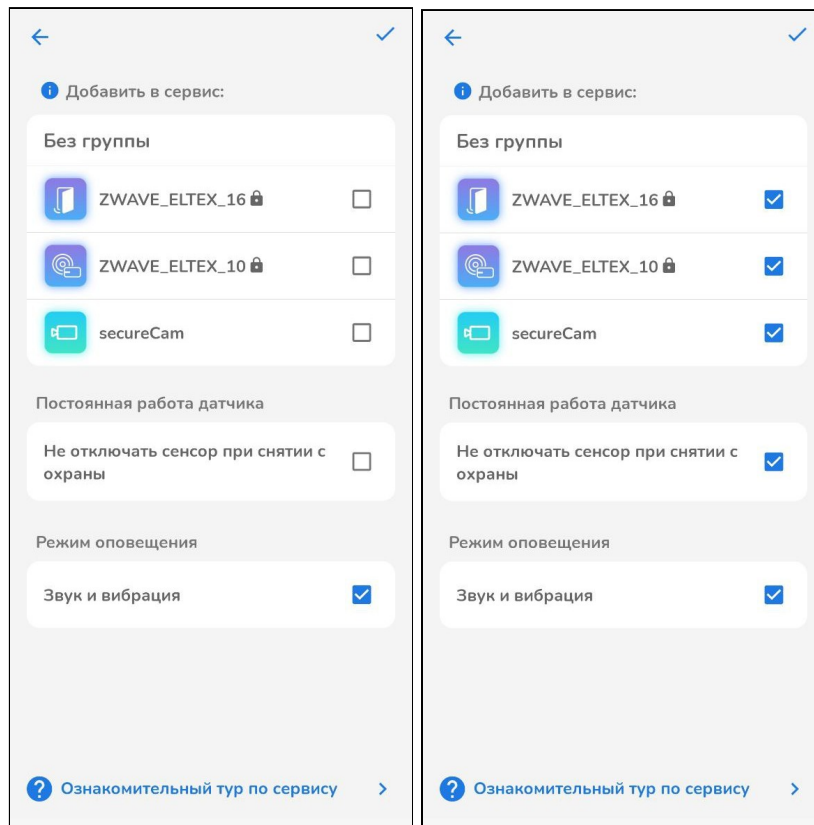 Добавить в сервис:
Без группы
ZWAVE_ELTEX_16
ZWAVE_ELTEX_10
secureCam
Постоянная работа датчика
Не отключать сенсор при снятии с
охраны
Режим оповещения
Звук и вибрация
Ознакомительный тур по сервису
Добавить в сервис:
Без группы
ZWAVE_ELTEX_16
ZWAVE_ELTEX_10
secureCam
Постоянная работа датчика
Не отключать сенсор при снятии с
охраны
Режим оповещения
Звук и вибрация
Ознакомительный тур по сервису